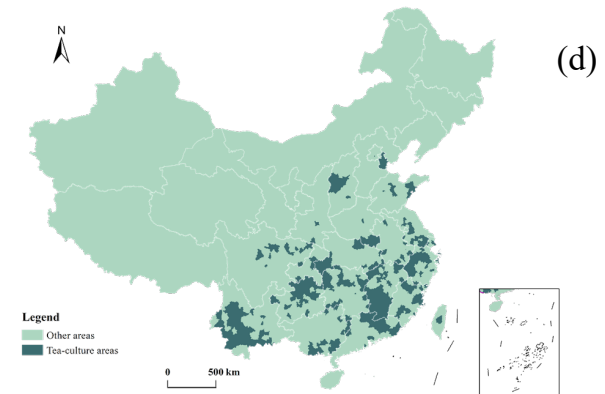 N
(d)
Legend
Other areas
Tea-culture areas
0 500 km